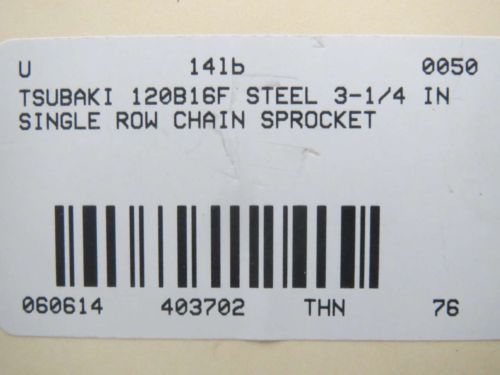 U 14lb 0050
TSUBAKI 120B16F STEEL 3-1/4 IN
SINGLE ROW CHAIN SPROCKET
060614 403702 THN 76